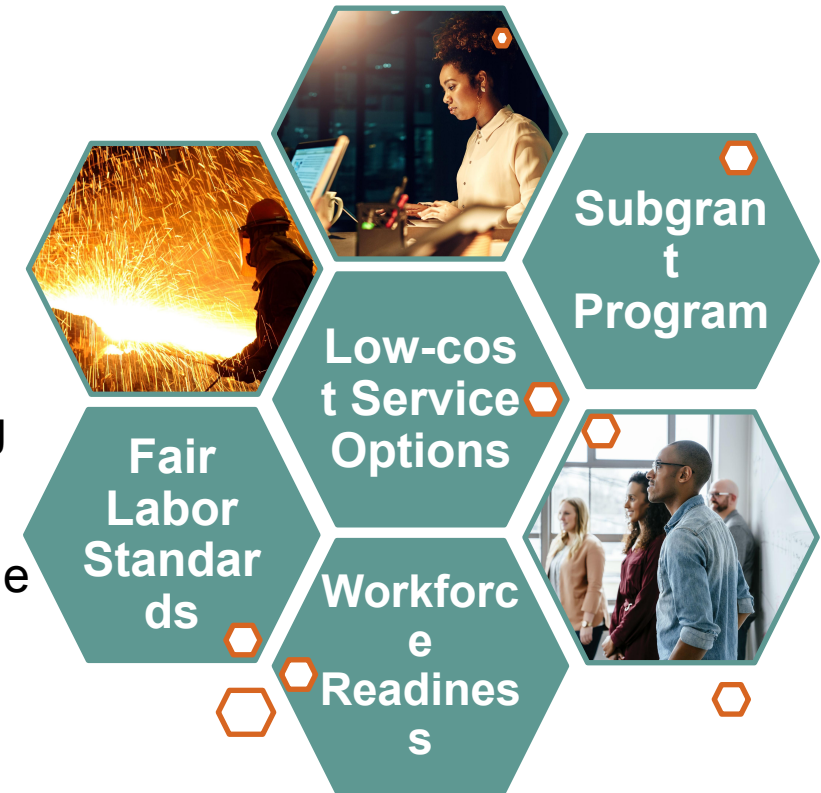 Subgran
t
Program
Low-cos
t Service
Options
g
Fair
Labor
Standar
ds
e
Workforc
e
Readines
s